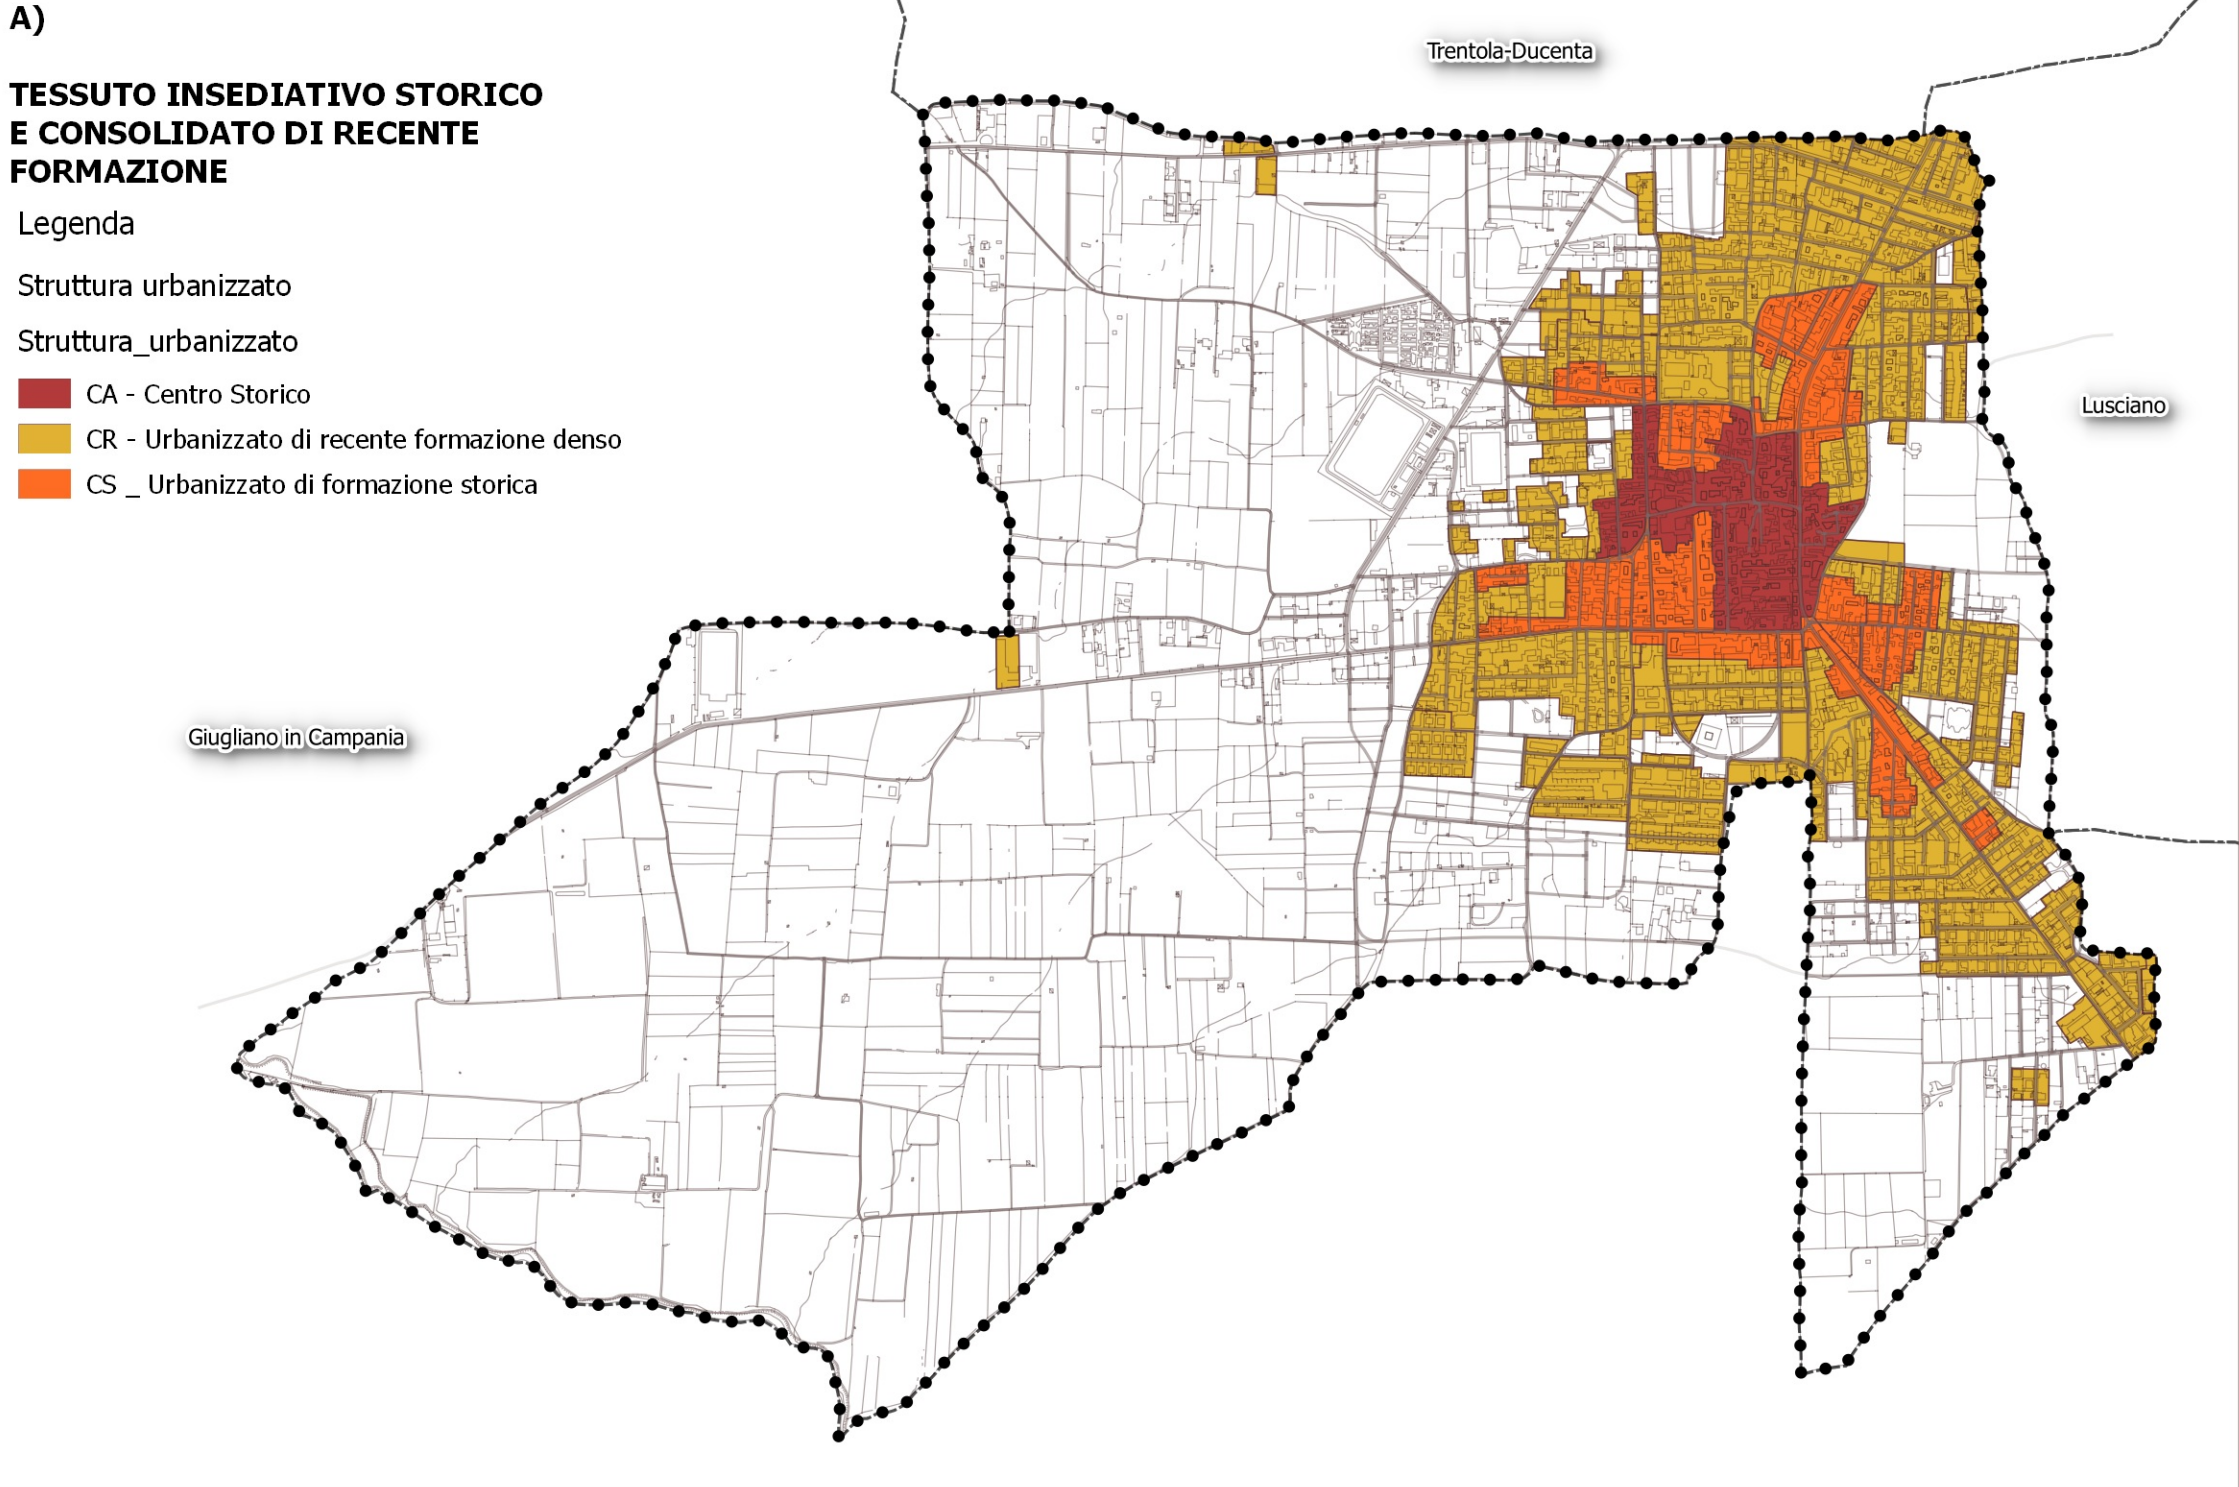 A)
TESSUTO INSEDIATIVO STORICO
E CONSOLIDATO DI RECENTE
FORMAZIONE
Legenda
Struttura urbanizzato
Struttura_urbanizzato
CA - Centro Storico
CR - Urbanizzato di recente formazione denso
CS _ Urbanizzato di formazione storica
Trentola-Ducenta
Lusciano
Giugliano in Campania